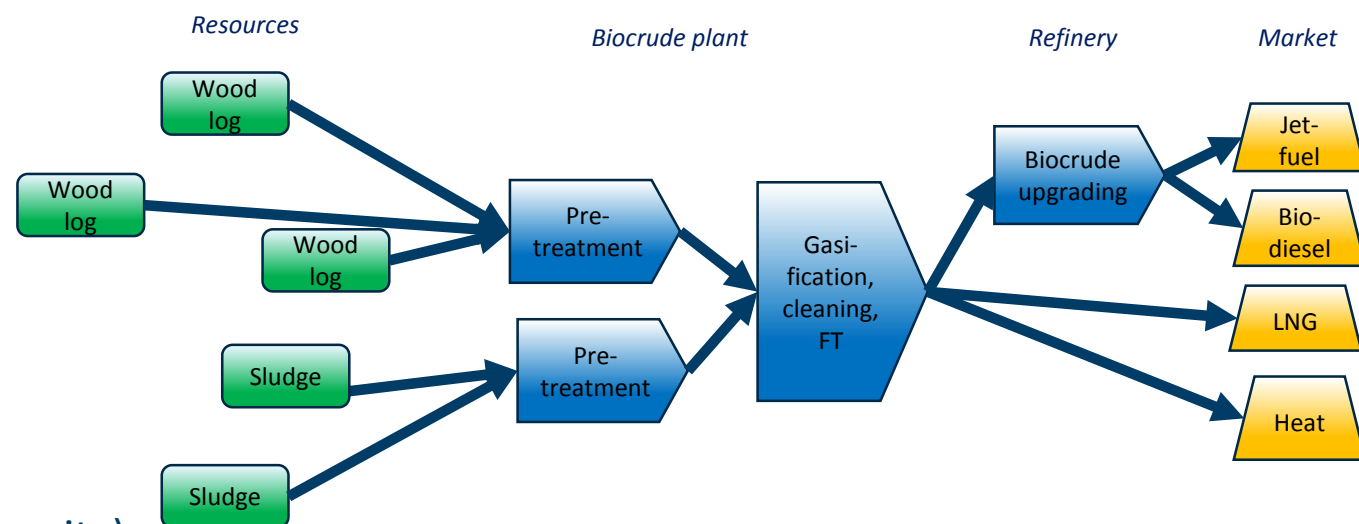 Resources
Biocrude plant
Refinery
Market
Wood
log
Wood
log
Wood
log
Sludge
Sludge
Pre-
treatment
Pre-
treatment
Gasi-
fication,
cleaning,
FT
Biocrude
upgrading
Jet-
fuel
Bio-
diesel
LNG
Heat